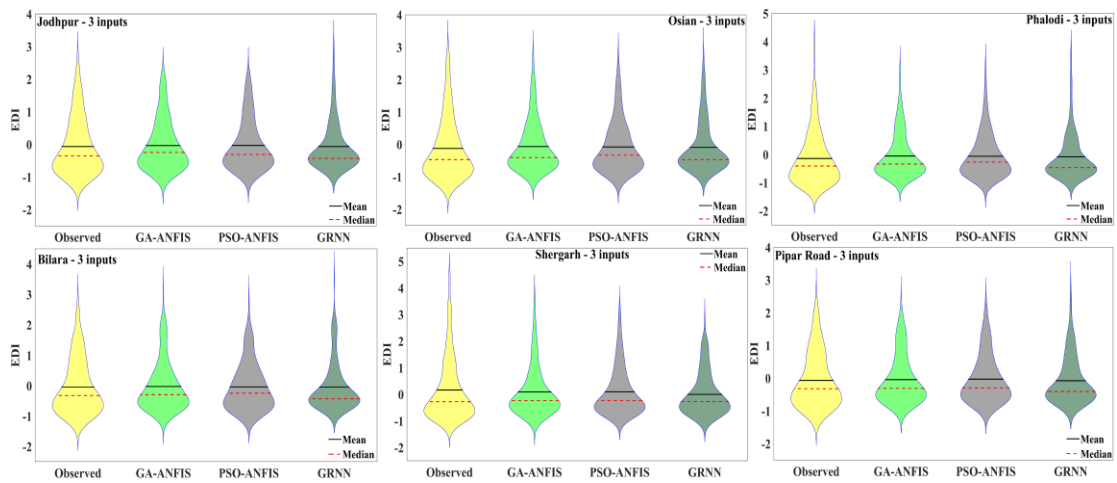 Jodhpur - 3 inputs
4
3
2
1
0
-1
-2
EDI
Mean
Median
Observed GA-ANFIS PSO-ANFIS GRNN
Osian - 3 inputs
4
3
2
1
0
-1
-2
EDI
Mean
Median
Observed GA-ANFIS PSO-ANFIS GRNN
Phalodi - 3 inputs
5
4
3
2
1
0
-1
-2
EDI
Mean
Median
Observed GA-ANFIS PSO-ANFIS GRNN
Bilara - 3 inputs
4
3
2
1
0
-1
-2
EDI
Mean
Median
Observed GA-ANFIS PSO-ANFIS GRNN
Shergarh - 3 inputs
Mean
Median
5
4
3
2
1
0
-1
-2
EDI
Observed GA-ANFIS PSO-ANFIS GRNN
Pipar Road - 3 inputs
4
3
2
1
0
-1
-2
EDI
Mean
Median
Observed GA-ANFIS PSO-ANFIS GRNN